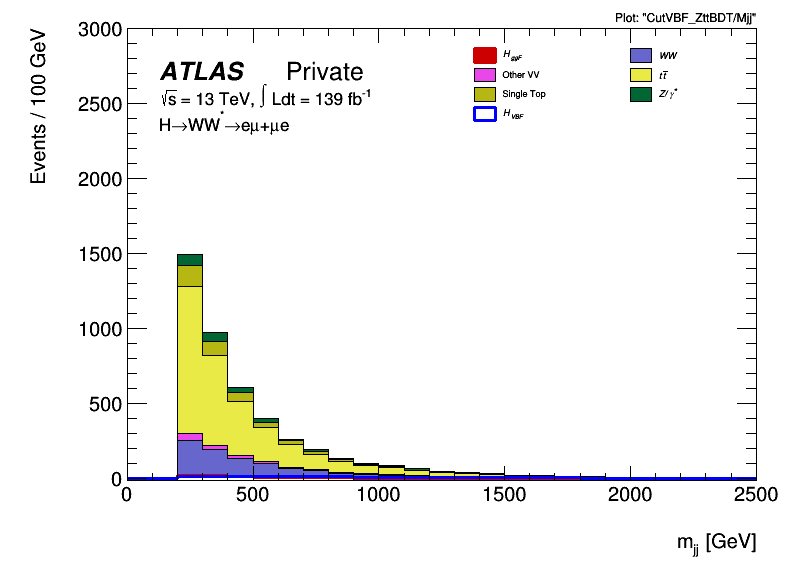 Plot: "CutVBF_ZttBDT/Mjj"
Events / 100 GeV
3000
2500
2000
1500
1000
500
0
ATLAS Private
√s = 13 TeV, ∫ Ldt = 139 fb⁻¹
H→WW*→eμ+μe
H_ggF
Other VV
Single Top
H_VBF
WW
tt̅
Z/γ*
0 500 1000 1500 2000 2500
m_jj [GeV]